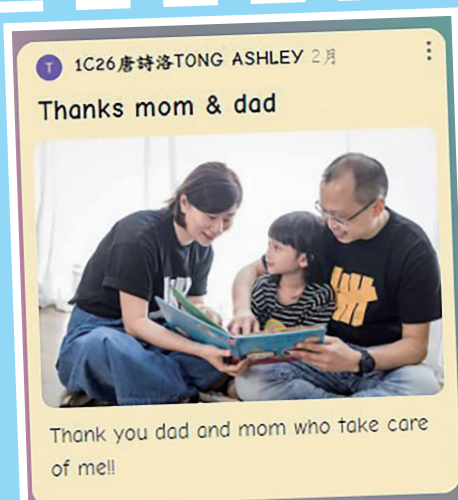 T
1C26唐詩洛TONG ASHLEY 2月
Thanks mom & dad
Thank you dad and mom who take care
of me!!